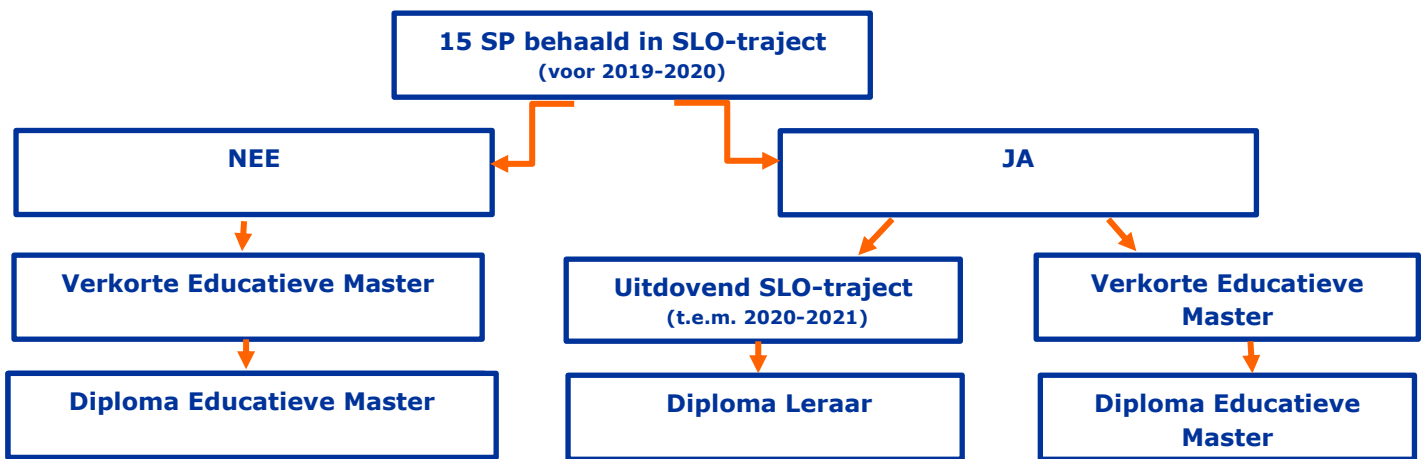 15 SP behaald in SLO-traject
(voor 2019-2020)
NEE
JA
Verkorte Educatieve Master
Uitdovend SLO-traject
(t.e.m. 2020-2021)
Verkorte Educatieve
Master
Diploma Educatieve Master
Diploma Leraar
Diploma Educatieve
Master